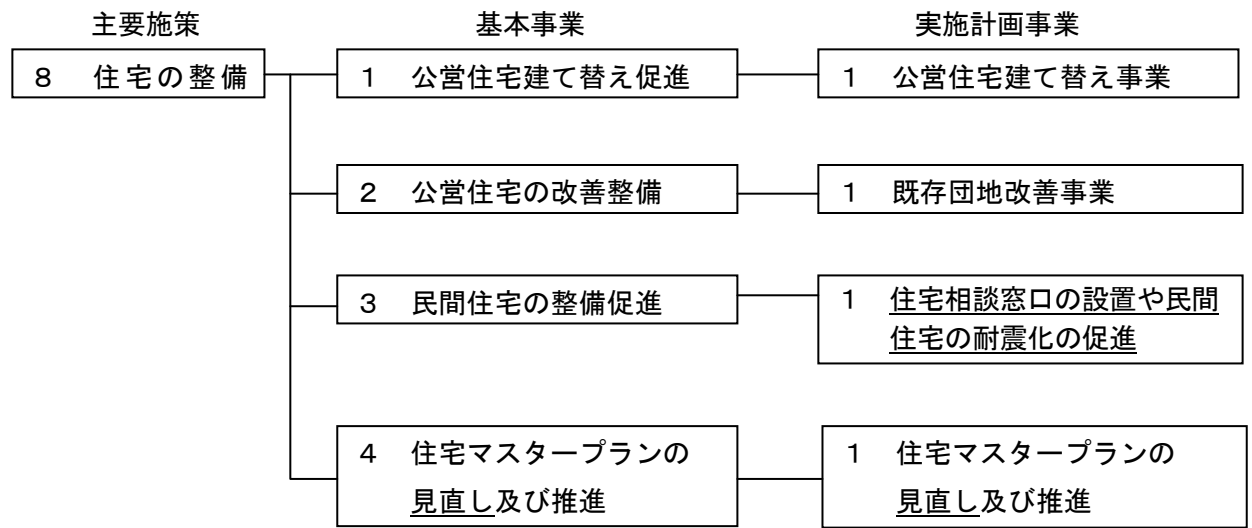 主要施策 基本事業 実施計画事業
８ 住宅の整備 １ 公営住宅建て替え促進 １ 公営住宅建て替え事業
２ 公営住宅の改善整備 １ 既存団地改善事業
３ 民間住宅の整備促進 １ 住宅相談窓口の設置や民間
住宅の耐震化の促進
４ 住宅マスタープランの
見直し及び推進
１ 住宅マスタープランの
見直し及び推進